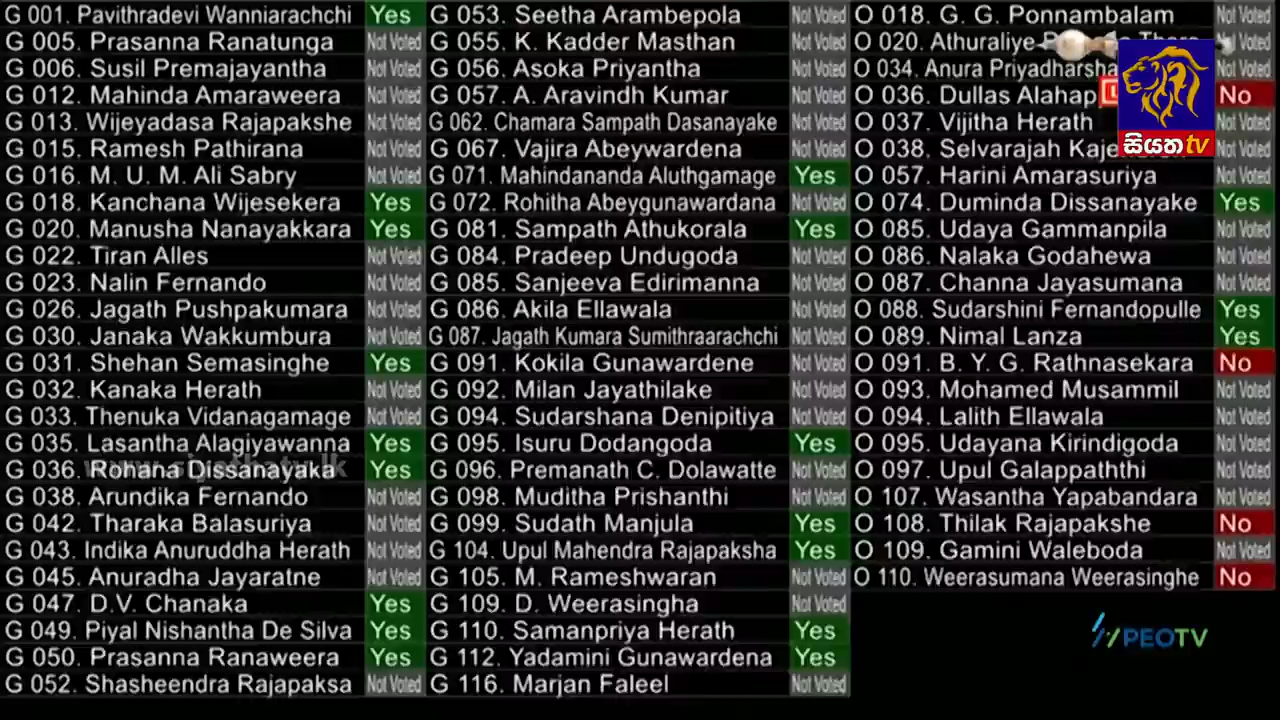 G 001. Pavithradevi Wanniarachchi Yes
G 005. Prasanna Ranatunga Not Voted
G 006. Susil Premajayantha Not Voted
G 012. Mahinda Amaraweera Not Voted
G 013. Wijeyadasa Rajapakshe Not Voted
G 015. Ramesh Pathirana Not Voted
G 016. M. U. M. Ali Sabry Not Voted
G 018. Kanchana Wijesekera Yes
G 020. Manusha Nanayakkara Yes
G 022. Tiran Alles Not Voted
G 023. Nalin Fernando Not Voted
G 026. Jagath Pushpakumara Not Voted
G 030. Janaka Wakkumbura Not Voted
G 031. Shehan Semasinghe Yes
G 032. Kanaka Herath Not Voted
G 033. Thenuka Vidanagamage Not Voted
G 035. Lasantha Alagiyawanna Yes
G 036. Rohana Dissanayaka Yes
G 038. Arundika Fernando Not Voted
G 042. Tharaka Balasuriya Not Voted
G 043. Indika Anuruddha Herath Not Voted
G 045. Anuradha Jayaratne Not Voted
G 047. D.V. Chanaka Yes
G 049. Piyal Nishantha De Silva Yes
G 050. Prasanna Ranaweera Yes
G 052. Shasheendra Rajapaksa Not Voted
G 053. Seetha Arambepola Not Voted
G 055. K. Kadder Masthan Not Voted
G 056. Asoka Priyantha Not Voted
G 057. A. Aravindh Kumar Not Voted
G 062. Chamara Sampath Dasanayake Not Voted
G 067. Vajira Abeywardena Not Voted
G 071. Mahindananda Aluthgamage Yes
G 072. Rohitha Abeygunawardana Not Voted
G 081. Sampath Athukorala Yes
G 084. Pradeep Undugoda Not Voted
G 085. Sanjeeva Edirimanna Not Voted
G 086. Akila Ellawala Not Voted
G 087. Jagath Kumara Sumithraarachchi Not Voted
G 091. Kokila Gunawardene Not Voted
G 092. Milan Jayathilake Not Voted
G 094. Sudarshana Denipitiya Not Voted
G 095. Isuru Dodangoda Yes
G 096. Premanath C. Dolawatte Not Voted
G 098. Muditha Prishanthi Not Voted
G 099. Sudath Manjula Yes
G 104. Upul Mahendra Rajapaksha Yes
G 105. M. Rameshwaran Not Voted
G 109. D. Weerasingha Not Voted
G 110. Samanpriya Herath Yes
G 112. Yadamini Gunawardena Yes
G 116. Marjan Faleel Not Voted
O 018. G. G. Ponnambalam Not Voted
O 020. Athuraliye Not Voted
O 034. Anura Priyadharsha Not Voted
O 036. Dullas Alahap No
O 037. Vijitha Herath Not Voted
O 038. Selvarajah Not Voted
O 057. Harini Amarasuriya Not Voted
O 074. Duminda Dissanayake Yes
O 085. Udaya Gammanpila Not Voted
O 086. Nalaka Godahewa Not Voted
O 087. Channa Jayasumana Not Voted
O 088. Sudarshini Fernandopulle Yes
O 089. Nimal Lanza Yes
O 091. B. Y. G. Rathnasekara No
O 093. Mohamed Musammil Not Voted
O 094. Lalith Ellawala Not Voted
O 095. Udayana Kirindigoda Not Voted
O 097. Upul Galappaththi Not Voted
O 107. Wasantha Yapabandara Not Voted
O 108. Thilak Rajapakshe No
O 109. Gamini Waleboda Not Voted
O 110. Weerasumana Weerasinghe No
සියත tv
PEOTV